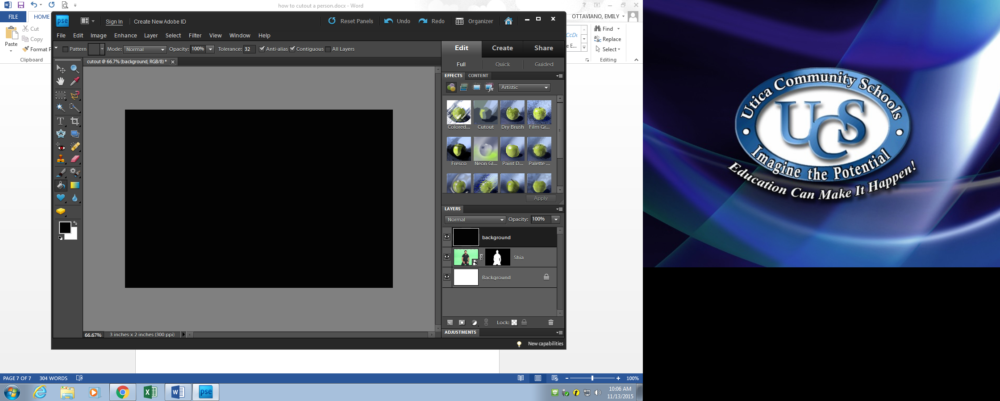 how to cutout a person.docx - Word
FILE
HOME
OTTAVIANO, EMILY
Cut
Copy
Format P
Paste
Clipboard
CcDc
e E...
Find
Replace
Select
Editing
pse
Sign In
Create New Adobe ID
Reset Panels
Undo
Redo
Organizer
File Edit Image Enhance Layer Select Filter View Window Help
Pattern Mode: Normal Opacity: 100% Tolerance: 32 Anti-alias Contiguous All Layers
cutout @ 66.7% (background, RGB/8) *
Edit Create Share
Full Quick Guided
EFFECTS CONTENT
Artistic
Colored... Cutout Dry Brush Film Gr...
Fresco Neon Gl... Paint D... Palette ...
Apply
LAYERS
Normal Opacity: 100%
background
Shia
Background
Lock:
ADJUSTMENTS
66.67% 3 inches x 2 inches (300 ppi)
New capabilities
PAGE 7 OF 7 304 WORDS
100%
pse
10:06 AM
11/13/2015
Utica Community Schools
UCS
Imagine the Potential
Education Can Make It Happen!